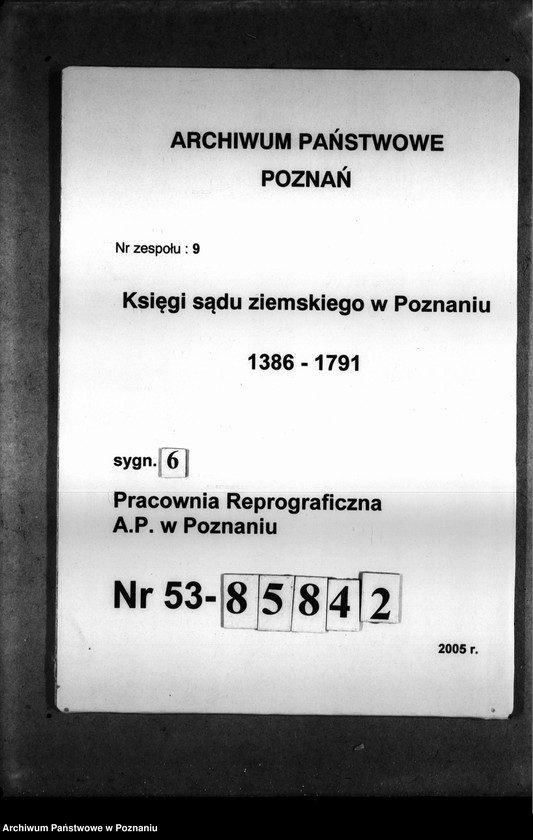 ARCHIWUM PAŃSTWOWE
POZNAŃ
Nr zespołu : 9
Księgi sądu ziemskiego w Poznaniu
1386 - 1791
sygn. 6
Pracownia Reprograficzna
A.P. w Poznaniu
Nr 53-85842
2005 r.
Archiwum Państwowe w Poznaniu